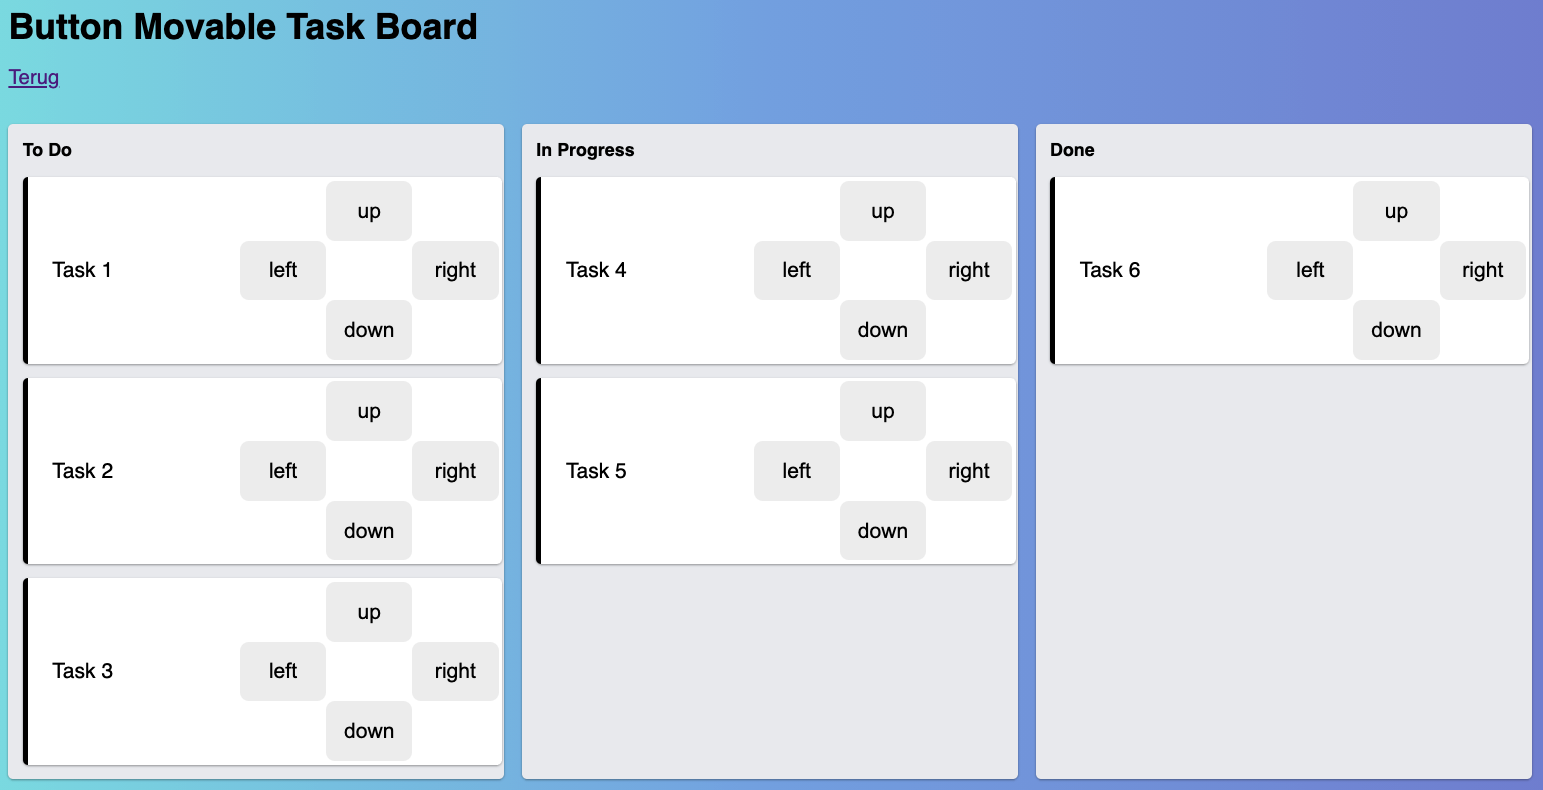 Button Movable Task Board
Terug
To Do
up
Task 1
left
right
down
up
Task 2
left
right
down
up
Task 3
left
right
down
In Progress
up
Task 4
left
right
down
up
Task 5
left
right
down
Done
up
Task 6
left
right
down